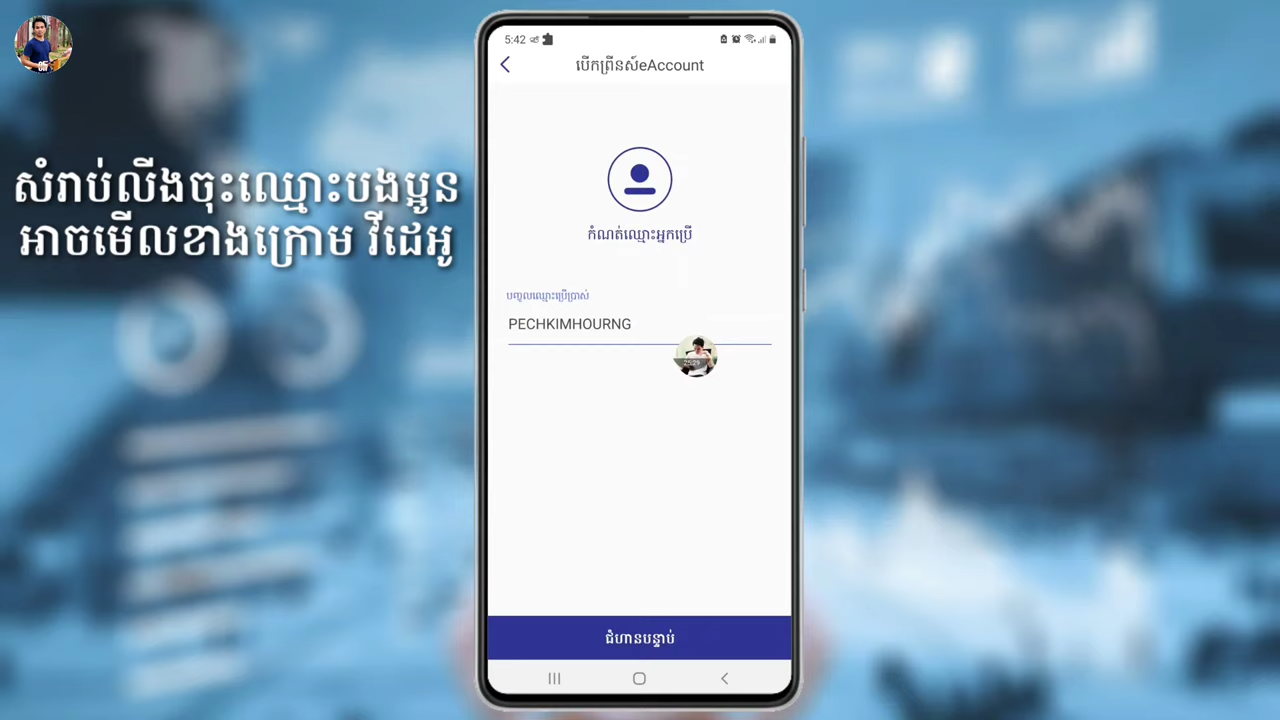 សំរាប់លីងចុះឈ្មោះបងប្អូន
អាចមើលខាងក្រោម វីដេអូ
5:42
បើកព្រីនស៍eAccount
កំណត់ឈ្មោះអ្នកប្រើ
បញ្ចូលឈ្មោះប្រើប្រាស់
PECHKIMHOURNG
25:29
ជំហានបន្ទាប់